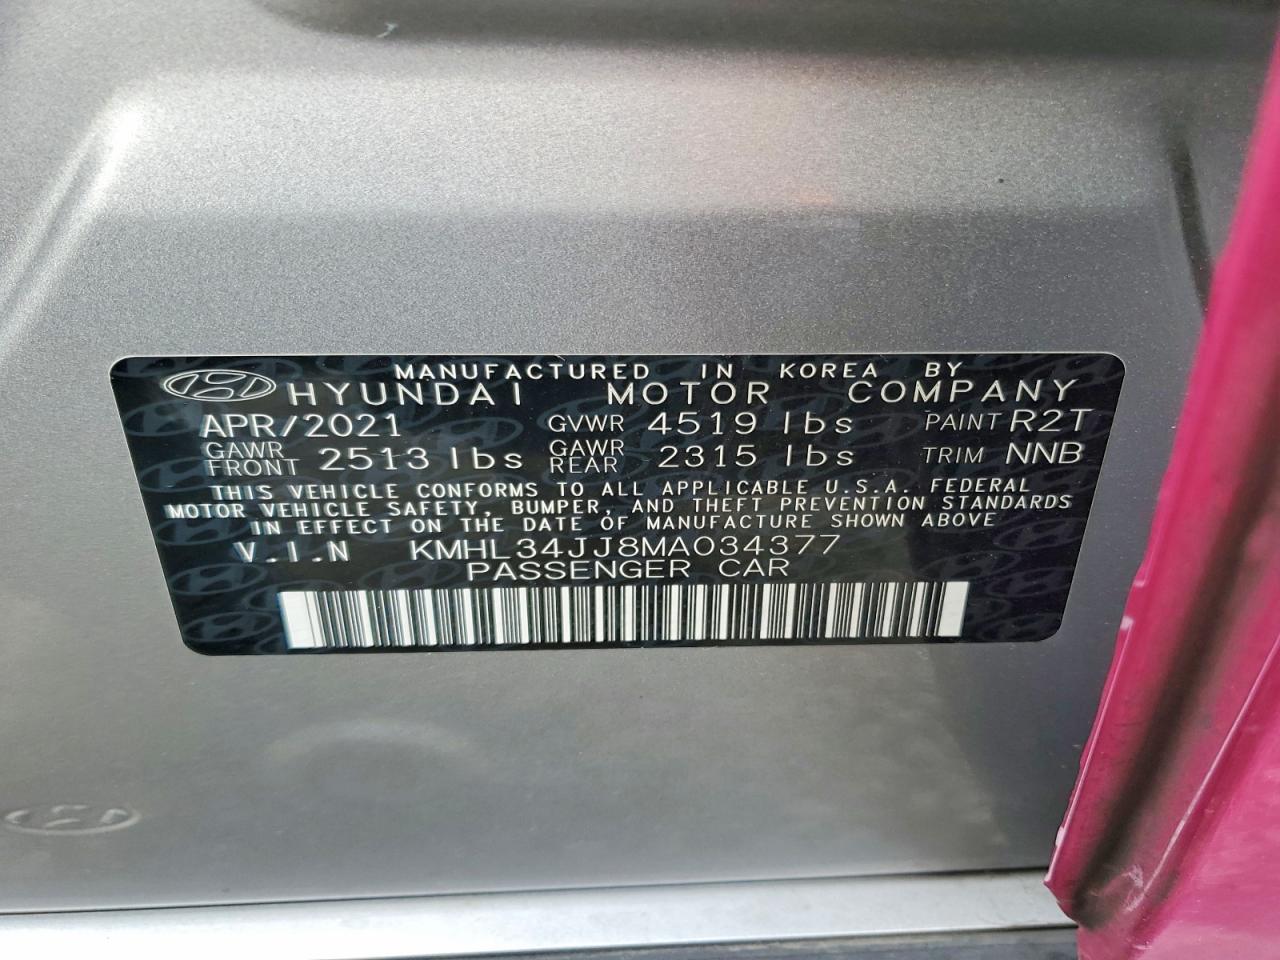 MANUFACTURED IN KOREA BY
HYUNDAI MOTOR COMPANY
APR/2021 GVWR 4519 lbs PAINT R2T
GAWR FRONT 2513 lbs GAWR REAR 2315 lbs TRIM NNB
THIS VEHICLE CONFORMS TO ALL APPLICABLE U.S.A. FEDERAL
MOTOR VEHICLE SAFETY, BUMPER, AND THEFT PREVENTION STANDARDS
IN EFFECT ON THE DATE OF MANUFACTURE SHOWN ABOVE
V.I.N KMHL34JJ8MA034377
PASSENGER CAR